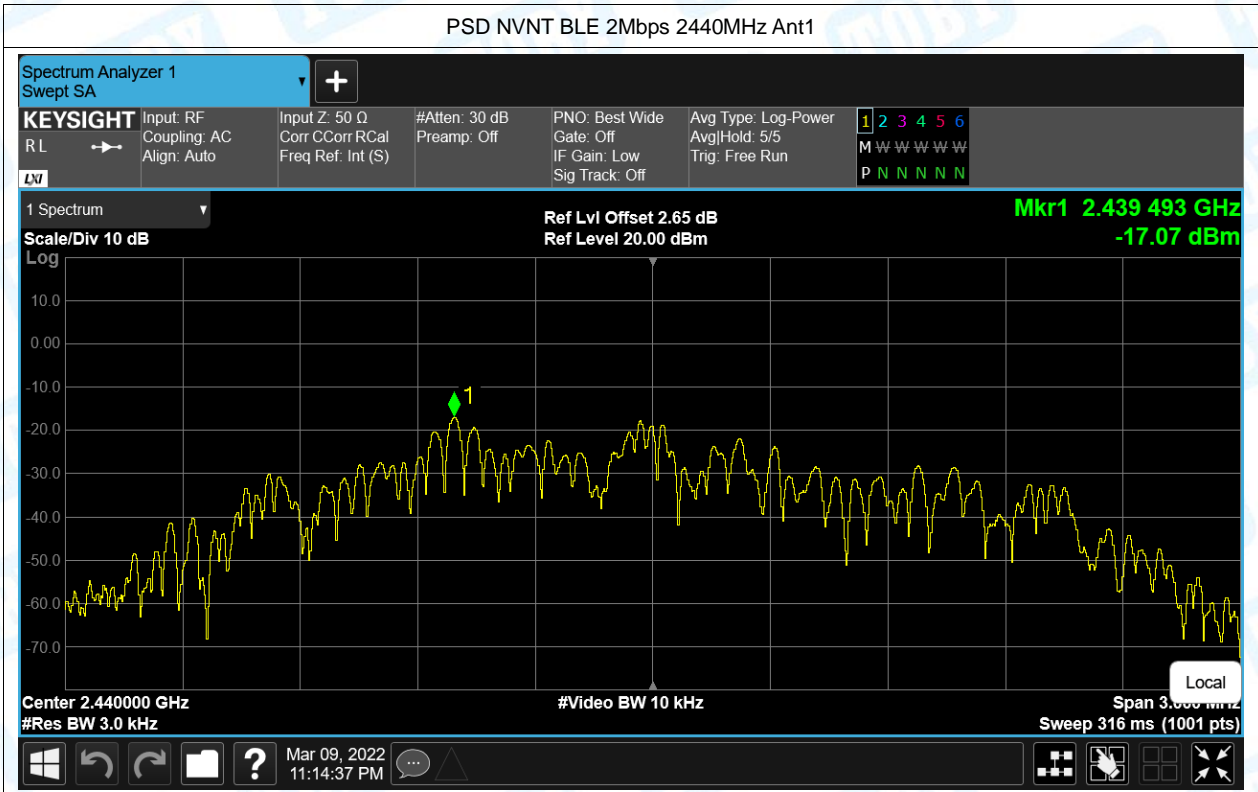 PSD NVNT BLE 2Mbps 2440MHz Ant1
Spectrum Analyzer 1
Swept SA
KEYSIGHT
R L
LXI
Input: RF
Coupling: AC
Align: Auto
Input Z: 50 Ω
Corr CCorr RCal
Freq Ref: Int (S)
#Atten: 30 dB
Preamp: Off
PNO: Best Wide
Gate: Off
IF Gain: Low
Sig Track: Off
Avg Type: Log-Power
Avg|Hold: 5/5
Trig: Free Run
1 2 3 4 5 6
M W W W W W
P N N N N N
1 Spectrum
Scale/Div 10 dB
Ref Lvl Offset 2.65 dB
Ref Level 20.00 dBm
Mkr1 2.439 493 GHz
-17.07 dBm
Log
10.0
0.00
-10.0
1
-20.0
-30.0
-40.0
-50.0
-60.0
-70.0
Local
Center 2.440000 GHz
#Video BW 10 kHz
Span 3.000 MHz
#Res BW 3.0 kHz
Sweep 316 ms (1001 pts)
?
Mar 09, 2022
11:14:37 PM